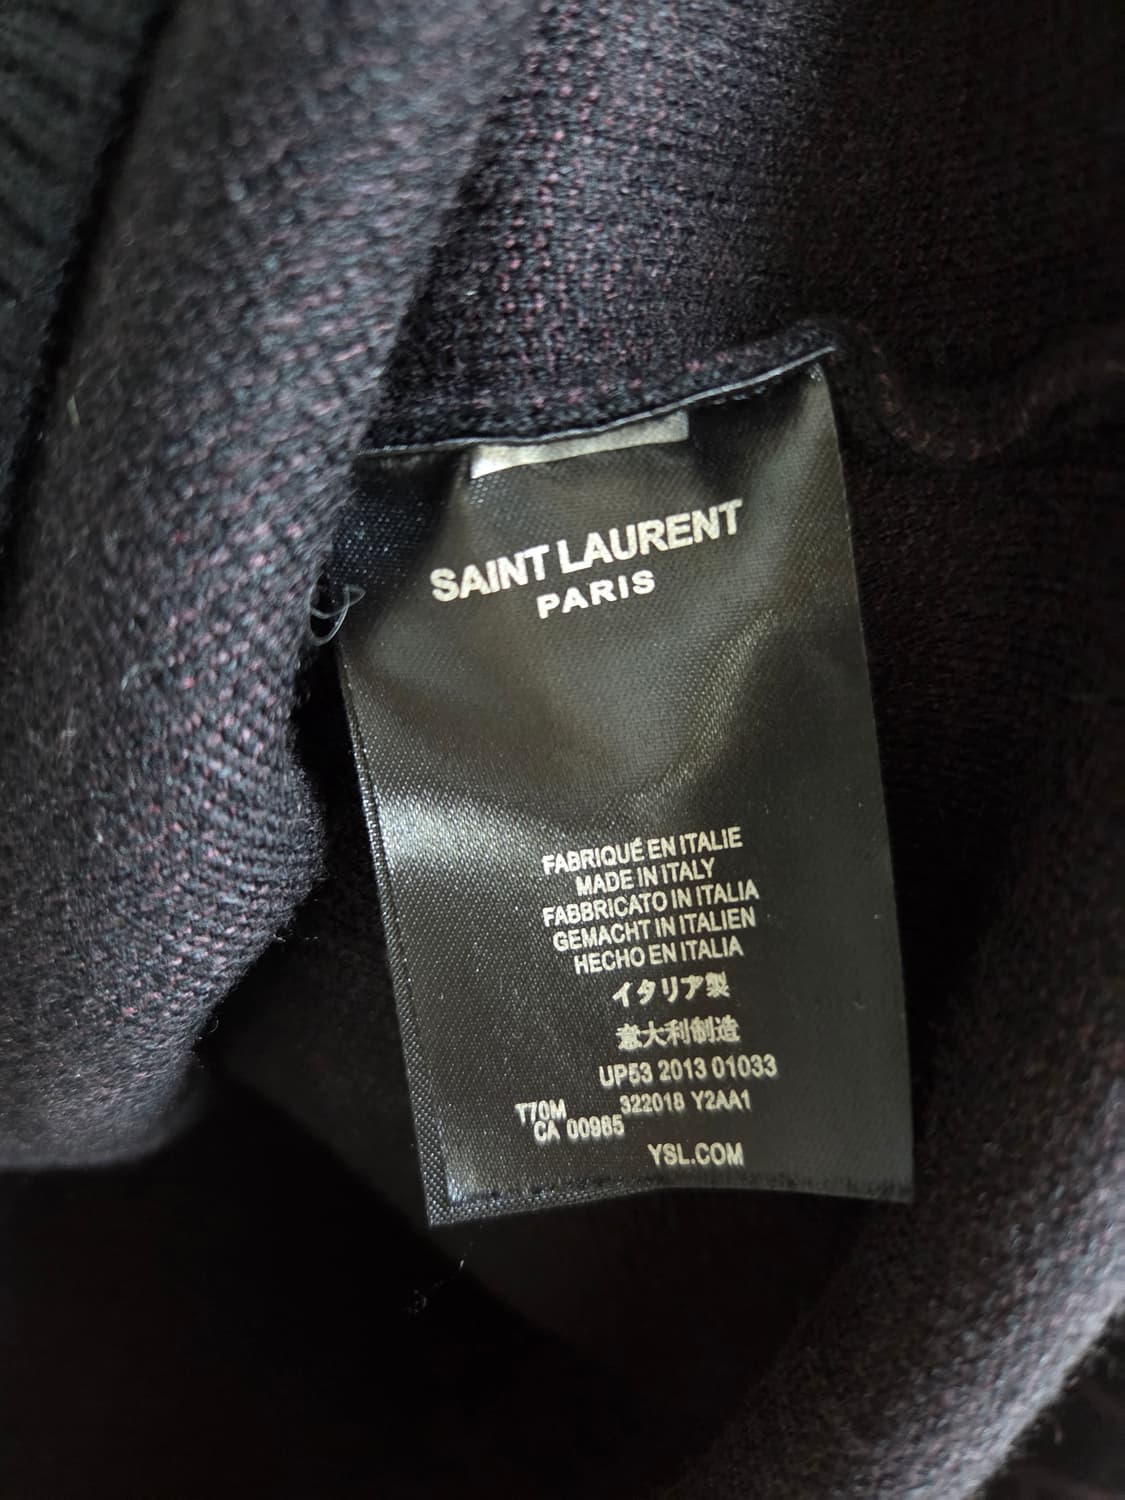 SAINT LAURENT
PARIS
FABRIQUÉ EN ITALIE
MADE IN ITALY
FABBRICATO IN ITALIA
GEMACHT IN ITALIEN
HECHO EN ITALIA
イタリア製
意大利制造
UP53 2013 01033
T70M 322018 Y2AA1
CA 00985
YSL.COM